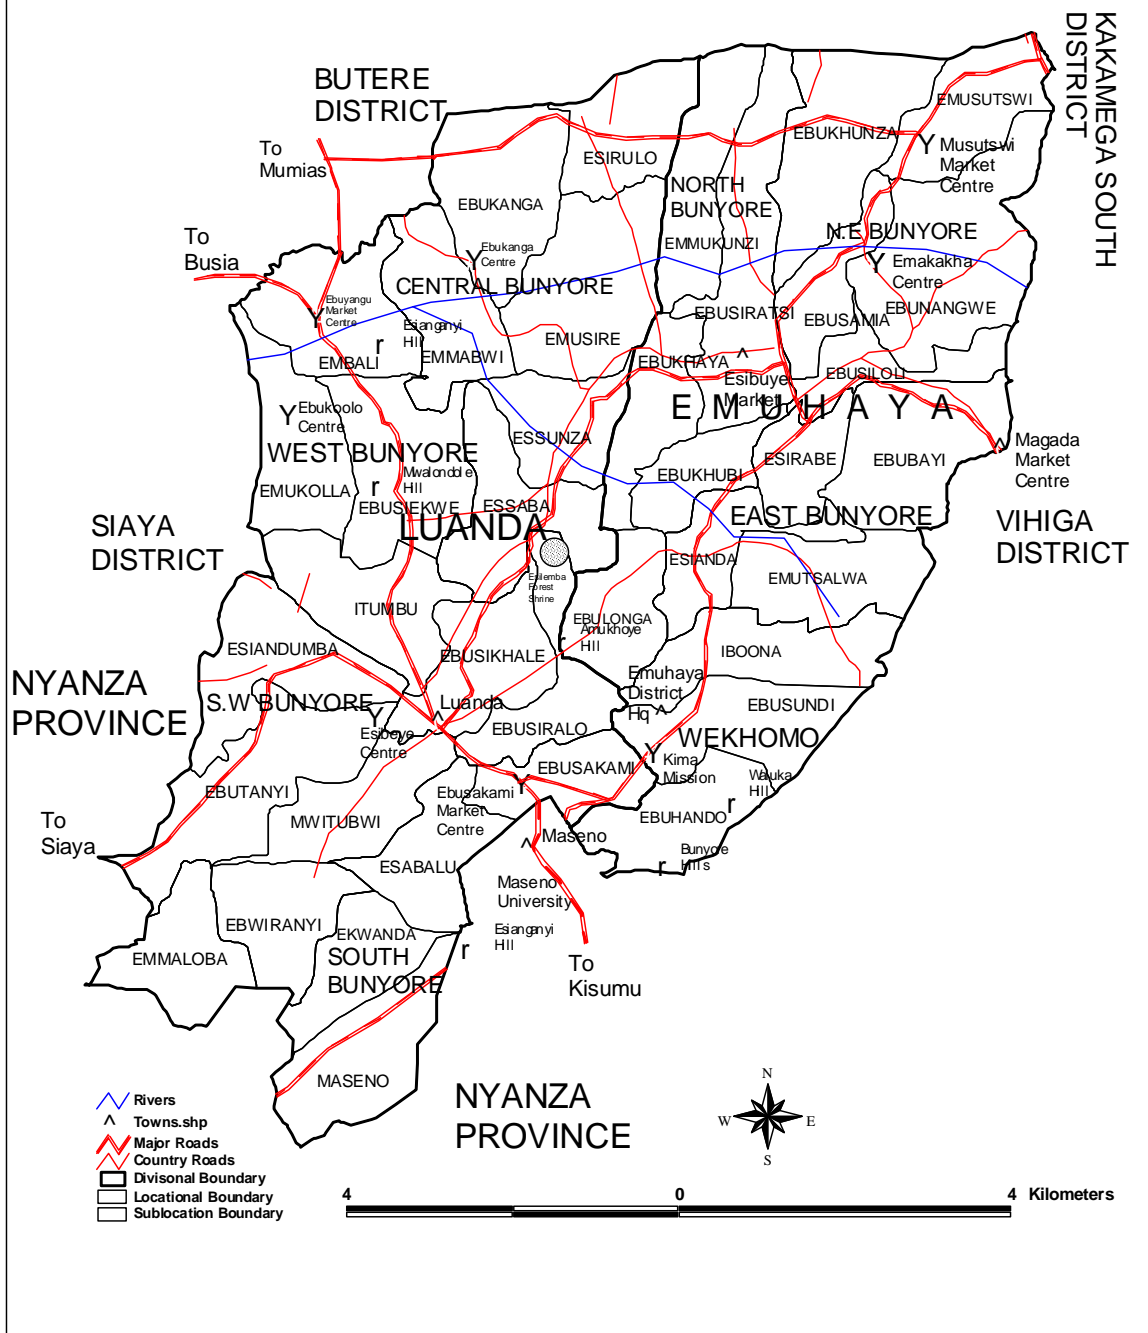 KAKAMEGA SOUTH
DISTRICT
BUTERE
DISTRICT
EMUSUTSWI
To
Mumias
EBUKHUNZA
ESIRULO
Musutswi
Market
Centre
NORTH
BUNYORE
EBUKANGA
To
Busia
N.E BUNYORE
EMMUKUNZI
Ebukanga
Centre
Emakakha
Centre
CENTRAL BUNYORE
Ebuyangu
Market
Centre
EBUSIRATSI
EBUSAMIA
EBUNANGWE
Esianganyi
Hill
EMUSIRE
EMMABWI
EMBALI
EBUKHAYA
Esibuye
Market
EBUSILOLI
EMUHAYA
Ebukoolo
Centre
ESSUNZA
WEST BUNYORE
Magada
Market
Centre
ESIRABE
EBUBAYI
EBUKHUBI
Mwalondole
Hill
EMUKOLLA
EBUSIEKWE
ESSABA
LUANDA
EAST BUNYORE
SIAYA
DISTRICT
VIHIGA
DISTRICT
ESIANDA
EMUTSALWA
Esilemba
Forest
Shrine
ITUMBU
EBULONGA
Amukhoye
Hill
ESIANDUMBA
EBUSIKHALE
IBOONA
NYANZA
PROVINCE
Emuhaya
District
Hq
S.W BUNYORE
Luanda
EBUSUNDI
Esibeye
Centre
EBUSIRALO
WEKHOMO
EBUSAKAMI
Kima
Mission
Waluka
Hill
EBUTANYI
Ebusakami
Market
Centre
MWITUBWI
EBUHANDO
To
Siaya
Maseno
Bunyore
Hills
ESABALU
Maseno
University
EBWIRANYI
EKWANDA
Esianganyi
Hill
EMMALOBA
SOUTH
BUNYORE
To
Kisumu
MASENO
NYANZA
PROVINCE
N
W
E
S
Rivers
Towns.shp
Major Roads
Country Roads
Divisonal Boundary
Locational Boundary
Sublocation Boundary
4 0 4 Kilometers